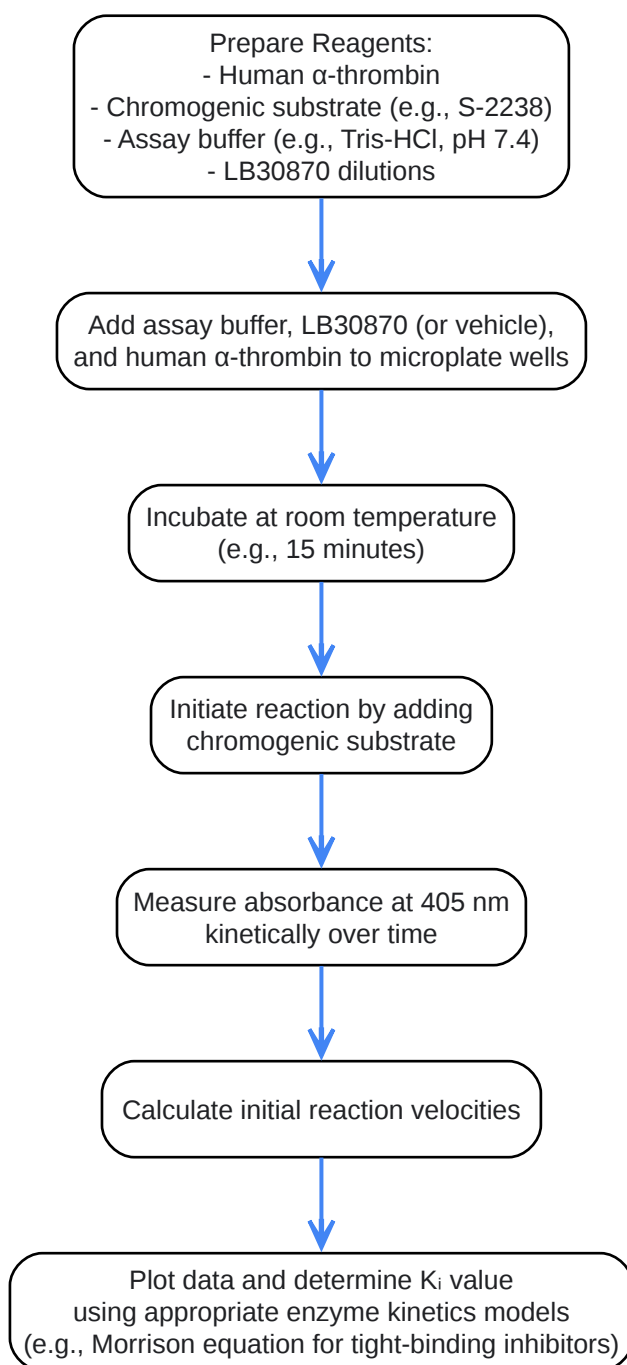 Prepare Reagents:
- Human α-thrombin
- Chromogenic substrate (e.g., S-2238)
- Assay buffer (e.g., Tris-HCl, pH 7.4)
- LB30870 dilutions
Add assay buffer, LB30870 (or vehicle),
and human α-thrombin to microplate wells
Incubate at room temperature
(e.g., 15 minutes)
Initiate reaction by adding
chromogenic substrate
Measure absorbance at 405 nm
kinetically over time
Calculate initial reaction velocities
Plot data and determine Kᵢ value
using appropriate enzyme kinetics models
(e.g., Morrison equation for tight-binding inhibitors)